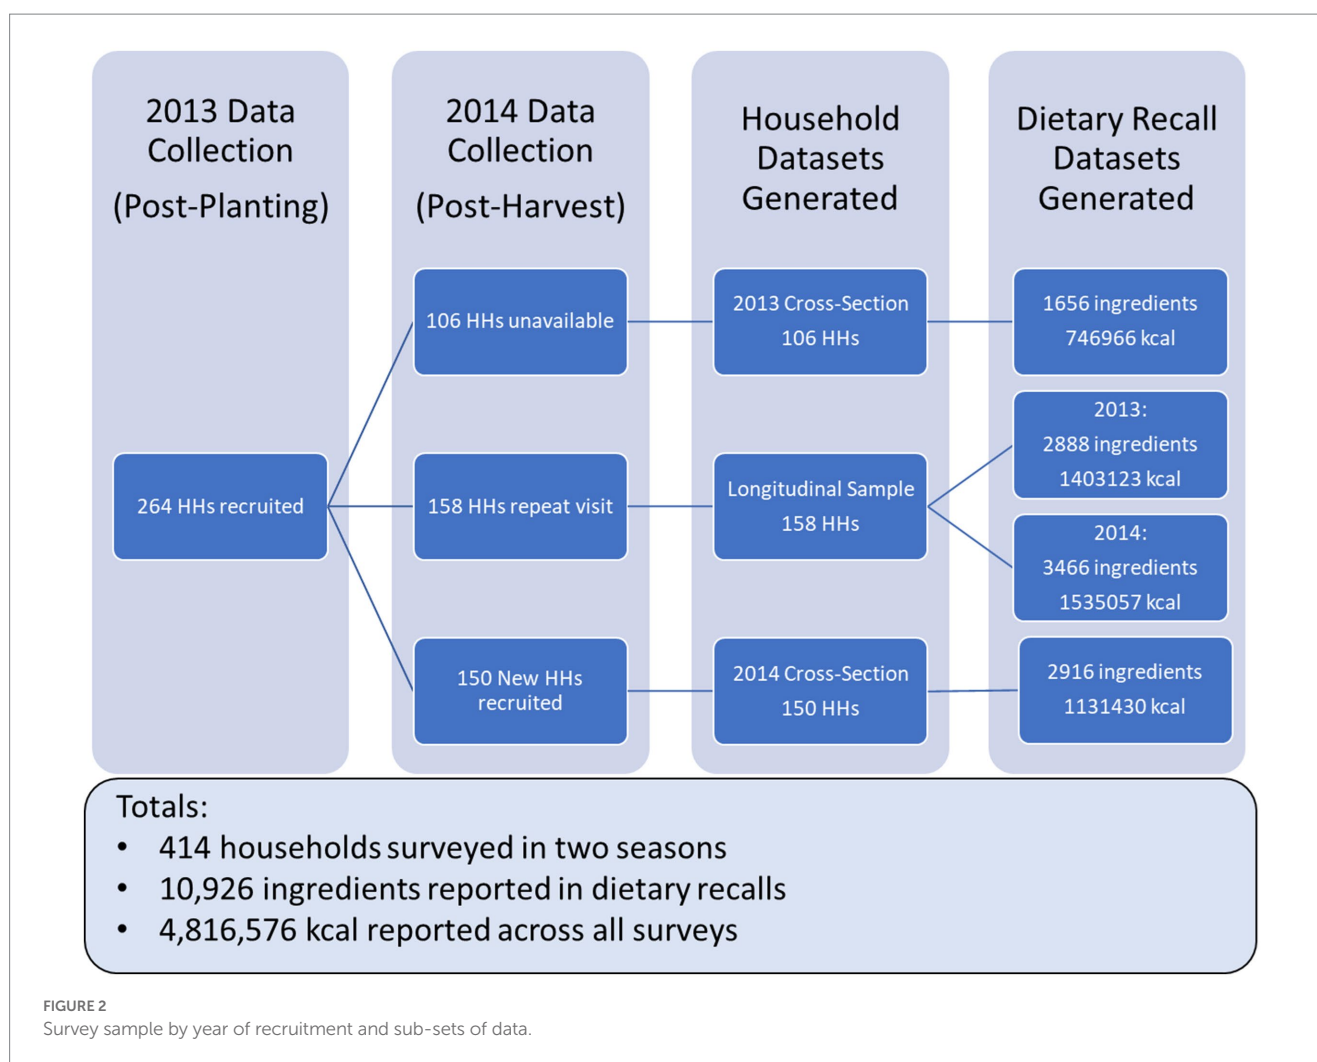 2013 Data
Collection
(Post-Planting)
264 HHs recruited
2014 Data
Collection
(Post-Harvest)
106 HHs unavailable
158 HHs repeat visit
150 New HHs
recruited
Household
Datasets
Generated
2013 Cross-Section
106 HHs
Longitudinal Sample
158 HHs
2014 Cross-Section
150 HHs
Dietary Recall
Datasets
Generated
1656 ingredients
746966 kcal
2013:
2888 ingredients
1403123 kcal
2014:
3466 ingredients
1535057 kcal
2916 ingredients
1131430 kcal
Totals:
• 414 households surveyed in two seasons
• 10,926 ingredients reported in dietary recalls
• 4,816,576 kcal reported across all surveys
FIGURE 2
Survey sample by year of recruitment and sub-sets of data.